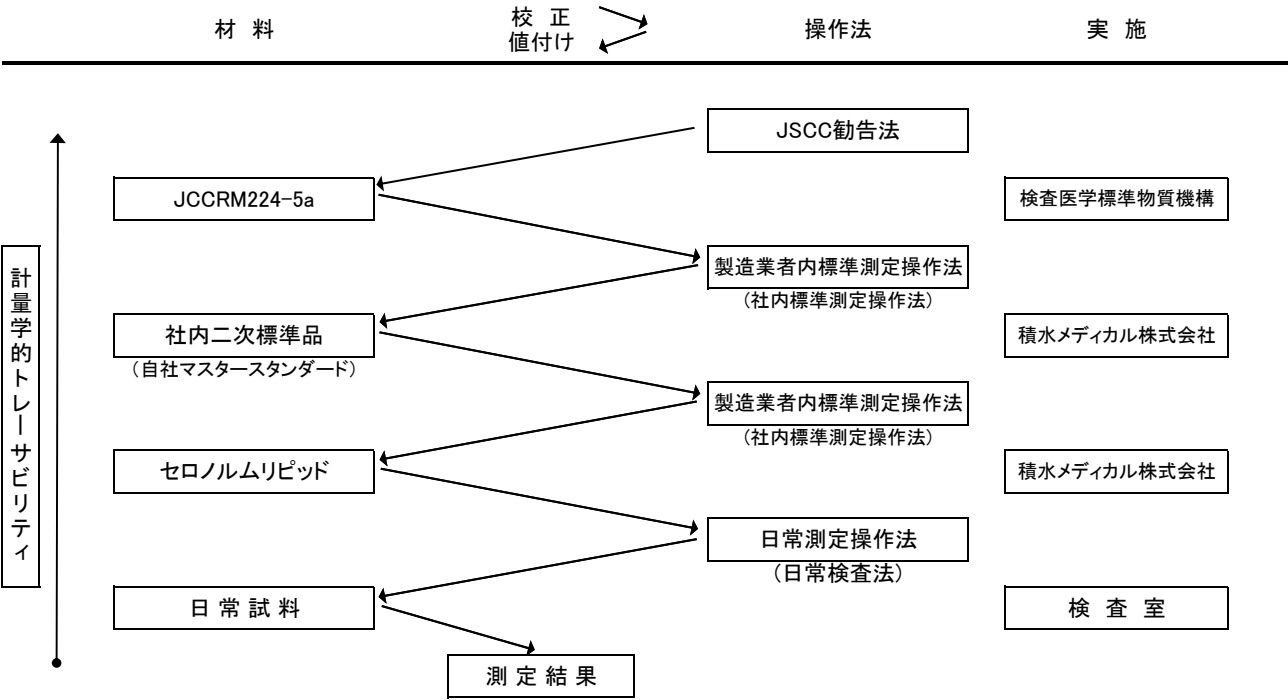 材 料
校 正
値付け
操作法
実 施
JSCC勧告法
JCCRM224-5a
検査医学標準物質機構
製造業者内標準測定操作法
(社内標準測定操作法)
社内二次標準品
(自社マスタースタンダード)
積水メディカル株式会社
製造業者内標準測定操作法
(社内標準測定操作法)
セロノルムリピッド
積水メディカル株式会社
日常測定操作法
(日常検査法)
日 常 試 料
検 査 室
測 定 結 果
計量学的トレーサビリティ